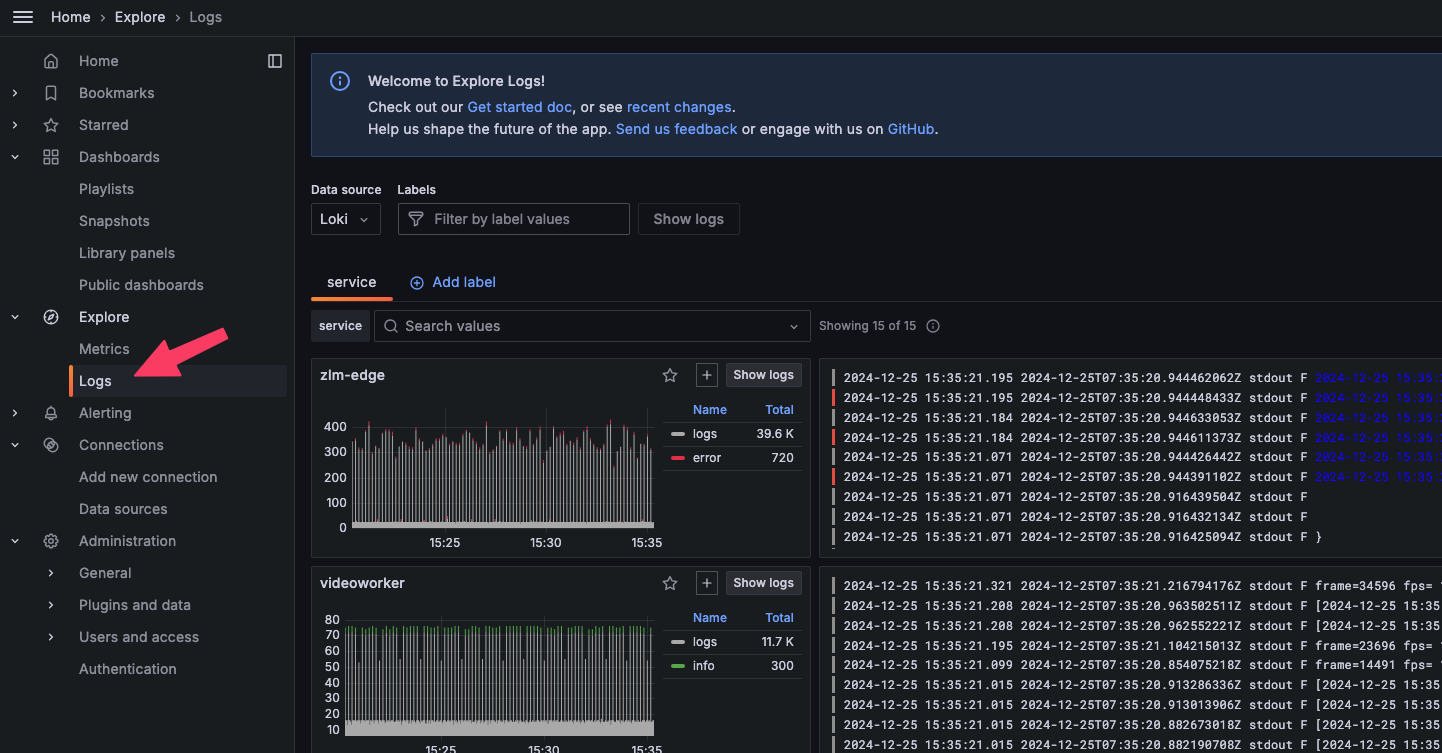 Home › Explore › Logs
Home
Bookmarks
Starred
Dashboards
Playlists
Snapshots
Library panels
Public dashboards
Explore
Metrics
Logs
Alerting
Connections
Add new connection
Data sources
Administration
General
Plugins and data
Users and access
Authentication
Welcome to Explore Logs!
Check out our Get started doc, or see recent changes.
Help us shape the future of the app. Send us feedback or engage with us on GitHub.
Data source Labels
Loki Filter by label values Show logs
service Add label
service Search values Showing 15 of 15
zlm-edge + Show logs
Name Total
logs 39.6 K
error 720
400
300
200
100
0
15:25 15:30 15:35
2024-12-25 15:35:21.195 2024-12-25T07:35:20.944462062Z stdout F 2024-12-25 15:35:
2024-12-25 15:35:21.195 2024-12-25T07:35:20.944448433Z stdout F 2024-12-25 15:35:
2024-12-25 15:35:21.184 2024-12-25T07:35:20.944633053Z stdout F 2024-12-25 15:35:
2024-12-25 15:35:21.184 2024-12-25T07:35:20.944611373Z stdout F 2024-12-25 15:35:
2024-12-25 15:35:21.071 2024-12-25T07:35:20.944426442Z stdout F 2024-12-25 15:35:
2024-12-25 15:35:21.071 2024-12-25T07:35:20.944391102Z stdout F 2024-12-25 15:35:
2024-12-25 15:35:21.071 2024-12-25T07:35:20.916439504Z stdout F
2024-12-25 15:35:21.071 2024-12-25T07:35:20.916432134Z stdout F
2024-12-25 15:35:21.071 2024-12-25T07:35:20.916425094Z stdout F }
videoworker + Show logs
Name Total
logs 11.7 K
info 300
80
70
60
50
40
30
20
10
15:25 15:30 15:35
2024-12-25 15:35:21.321 2024-12-25T07:35:21.216794176Z stdout F frame=34596 fps=
2024-12-25 15:35:21.208 2024-12-25T07:35:20.963502511Z stdout F [2024-12-25 15:35
2024-12-25 15:35:21.208 2024-12-25T07:35:20.962552221Z stdout F [2024-12-25 15:35
2024-12-25 15:35:21.195 2024-12-25T07:35:21.104215013Z stdout F frame=23696 fps=
2024-12-25 15:35:21.099 2024-12-25T07:35:20.854075218Z stdout F frame=14491 fps=
2024-12-25 15:35:21.015 2024-12-25T07:35:20.913286336Z stdout F [2024-12-25 15:35
2024-12-25 15:35:21.015 2024-12-25T07:35:20.913013906Z stdout F [2024-12-25 15:35
2024-12-25 15:35:21.015 2024-12-25T07:35:20.882673018Z stdout F [2024-12-25 15:35
2024-12-25 15:35:21.015 2024-12-25T07:35:20.882190708Z stdout F [2024-12-25 15:35